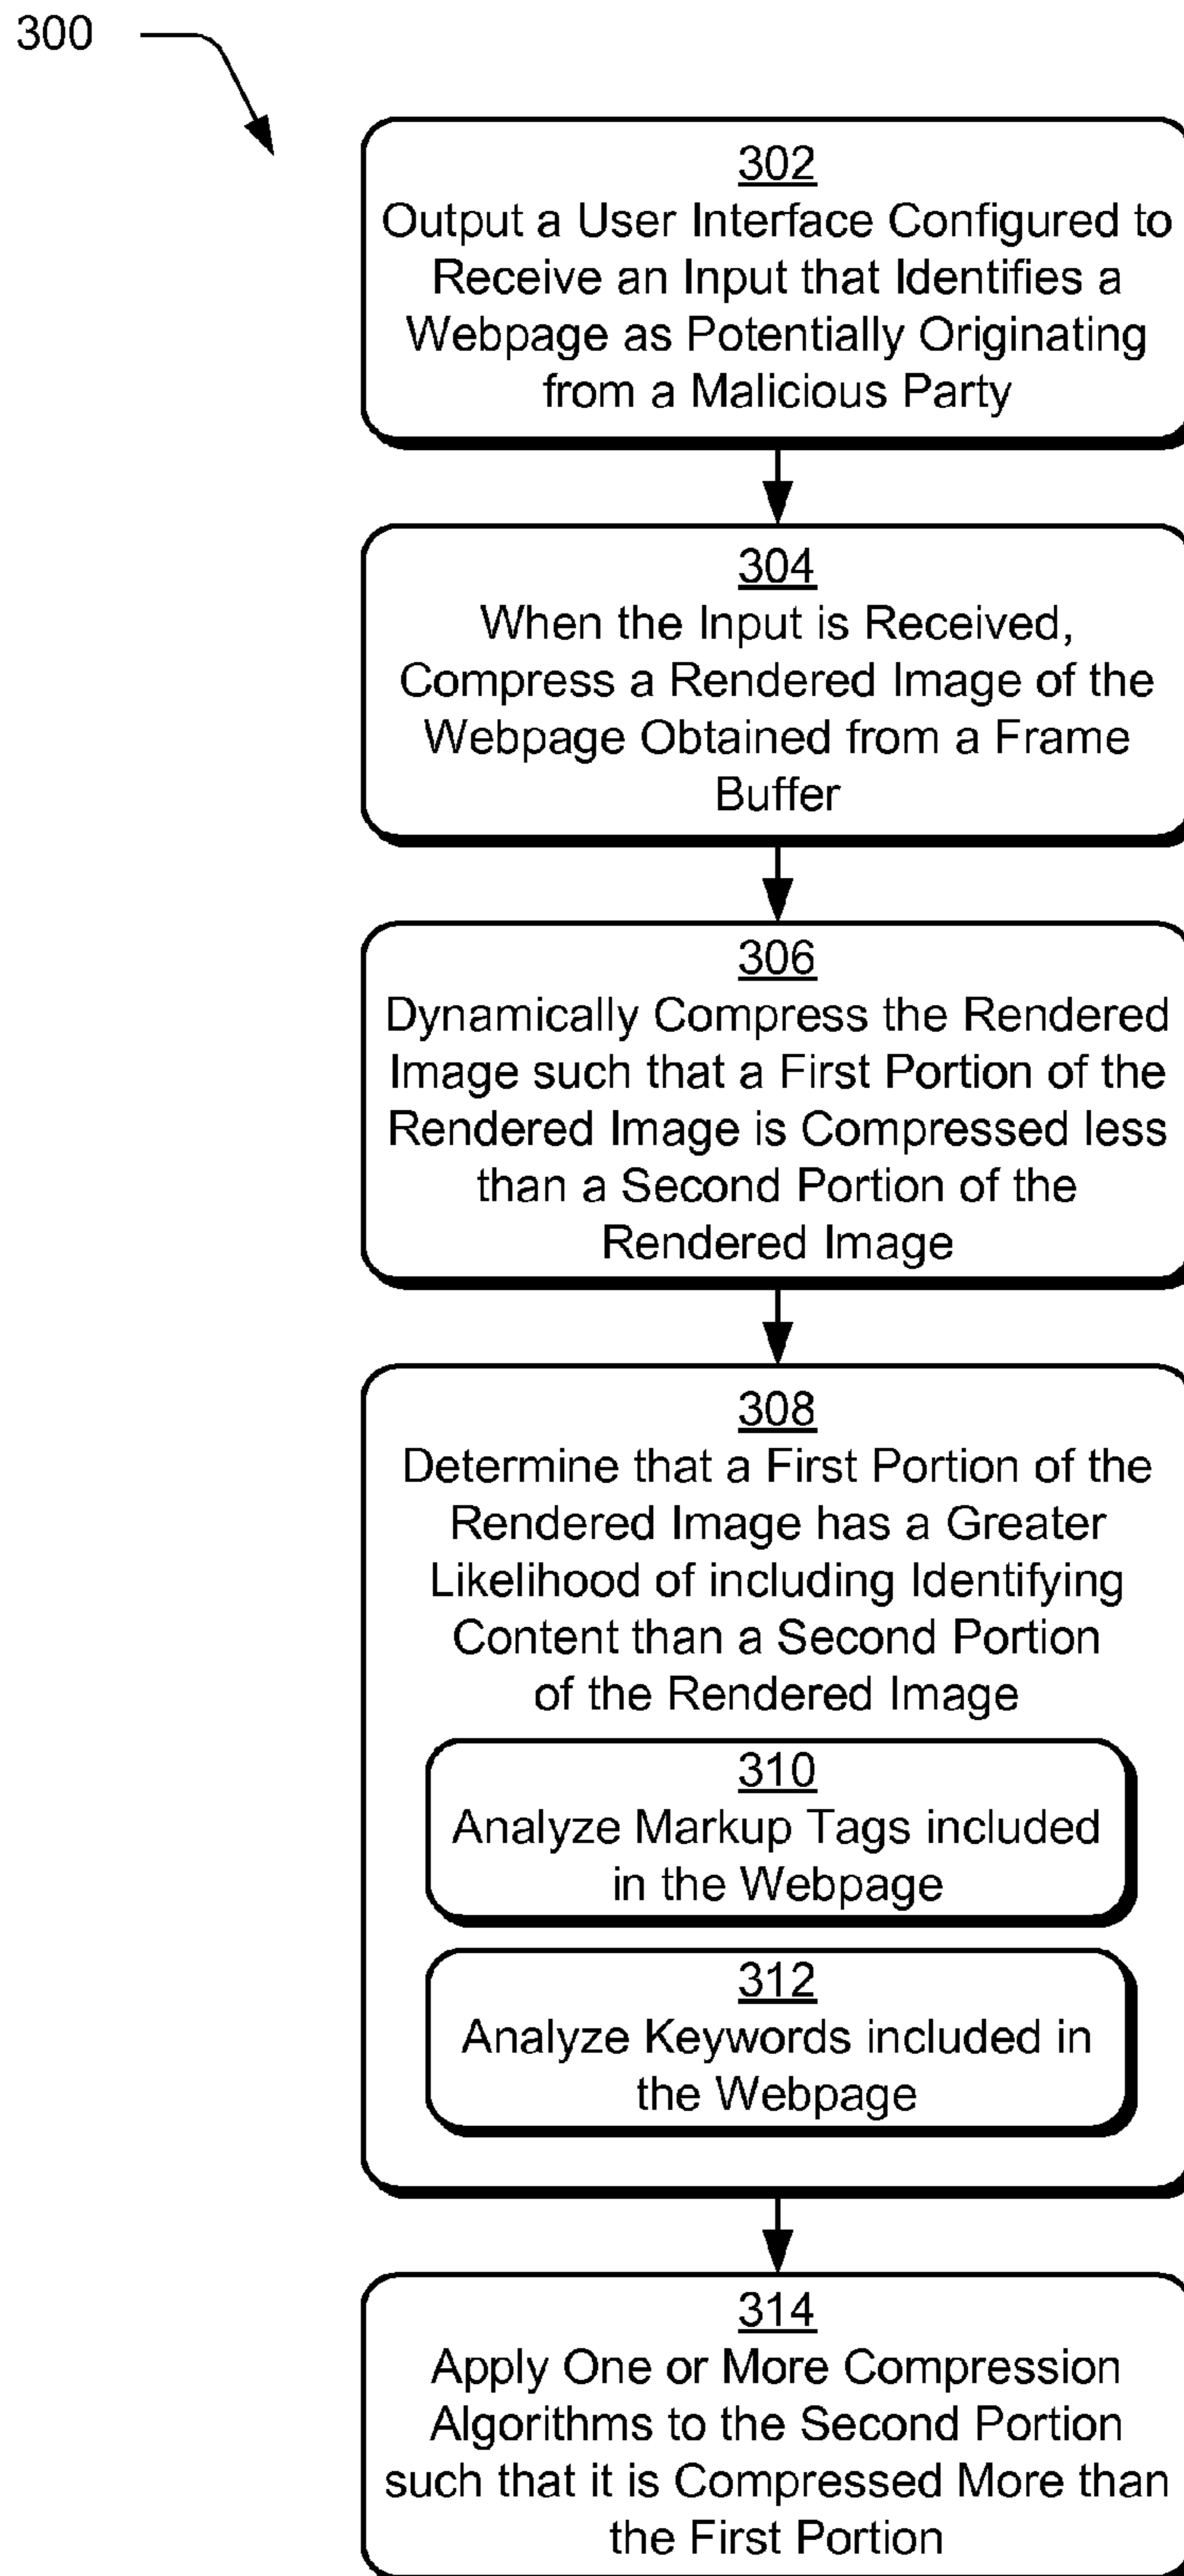 300
302
Output a User Interface Configured to
Receive an Input that Identifies a
Webpage as Potentially Originating
from a Malicious Party
304
When the Input is Received,
Compress a Rendered Image of the
Webpage Obtained from a Frame
Buffer
306
Dynamically Compress the Rendered
Image such that a First Portion of the
Rendered Image is Compressed less
than a Second Portion of the
Rendered Image
308
Determine that a First Portion of the
Rendered Image has a Greater
Likelihood of including Identifying
Content than a Second Portion
of the Rendered Image
310
Analyze Markup Tags included
in the Webpage
312
Analyze Keywords included in
the Webpage
314
Apply One or More Compression
Algorithms to the Second Portion
such that it is Compressed More than
the First Portion